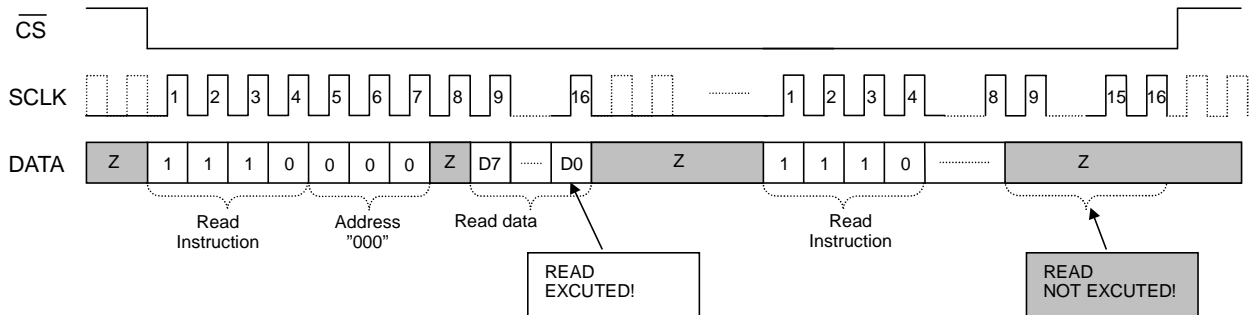 CS
SCLK 1 2 3 4 5 6 7 8 9 16 1 2 3 4 8 9 15 16
DATA Z 1 1 1 0 0 0 0 Z D7 ...... D0 Z 1 1 1 0 Z
Read
Instruction
Address
"000"
Read data
Read
Instruction
READ
EXCUTED!
READ
NOT EXCUTED!